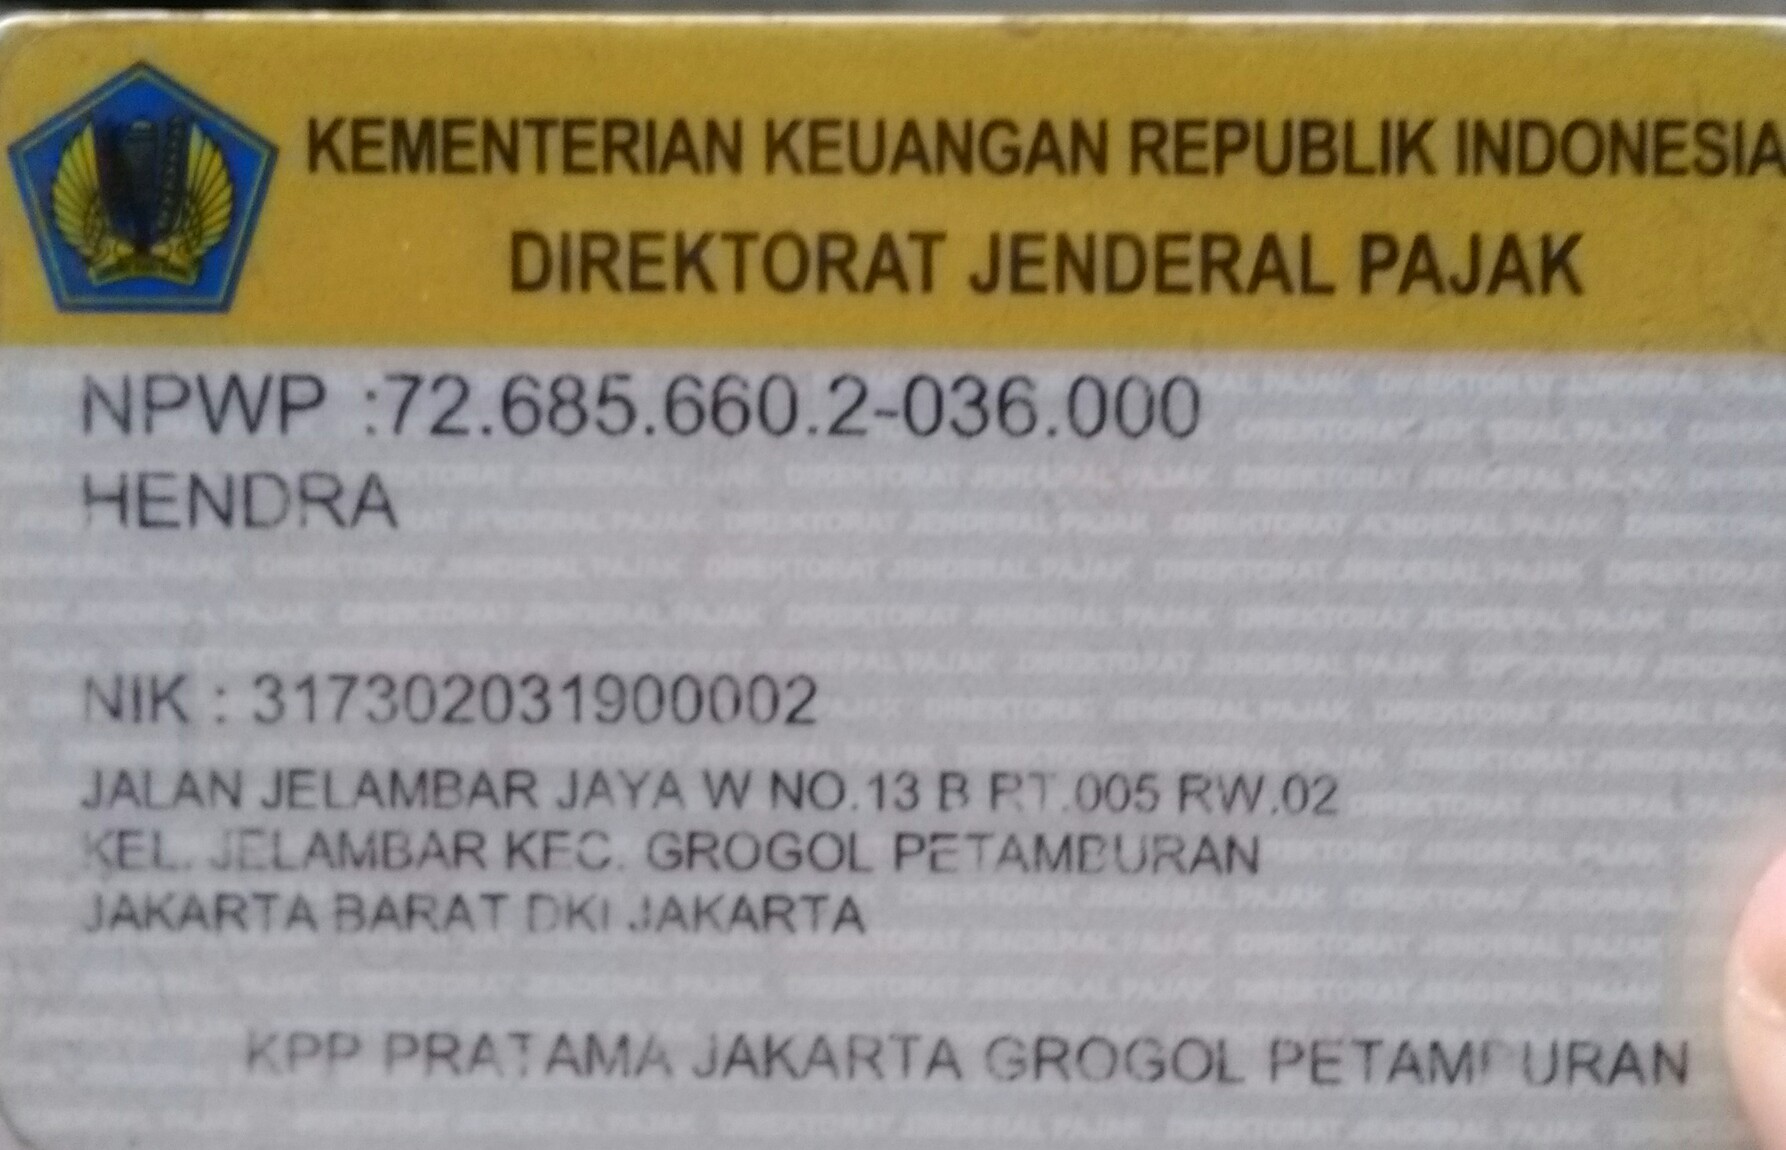 KEMENTERIAN KEUANGAN REPUBLIK INDONESIA
DIREKTORAT JENDERAL PAJAK
NPWP :72.685.660.2-036.000
HENDRA
NIK : 317302031900002
JALAN JELAMBAR JAYA W NO.13 B RT.005 RW.02
KEL. JELAMBAR KEC. GROGOL PETAMBURAN
JAKARTA BARAT DKI JAKARTA
KPP PRATAMA JAKARTA GROGOL PETAMBURAN